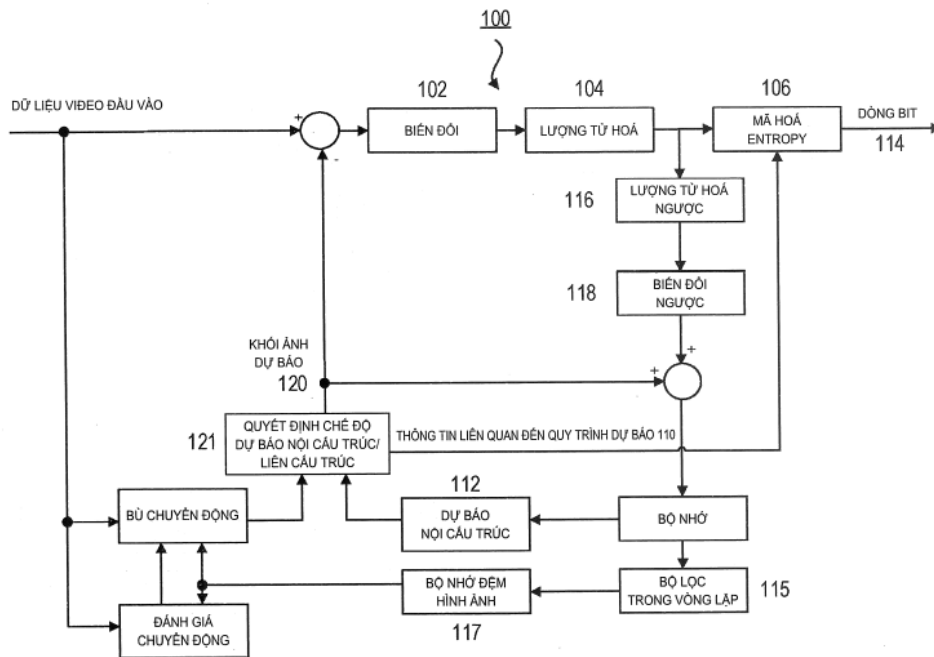 100
DỮ LIỆU VIĐEO ĐẦU VÀO
102
104
106
+
-
BIẾN ĐỔI
LƯỢNG TỬ HOÁ
MÃ HOÁ
ENTROPY
DÒNG BIT
114
116
LƯỢNG TỬ HOÁ
NGƯỢC
118
BIẾN ĐỔI
NGƯỢC
KHỐI ẢNH
DỰ BÁO
120
+
+
121
QUYẾT ĐỊNH CHẾ ĐỘ
DỰ BÁO NỘI CẤU TRÚC/
LIÊN CẤU TRÚC
THÔNG TIN LIÊN QUAN ĐẾN QUY TRÌNH DỰ BÁO 110
112
BÙ CHUYỂN ĐỘNG
DỰ BÁO
NỘI CẤU TRÚC
BỘ NHỚ
BỘ NHỚ ĐỆM
HÌNH ẢNH
117
BỘ LỌC
TRONG VÒNG LẶP
115
ĐÁNH GIÁ
CHUYỂN ĐỘNG